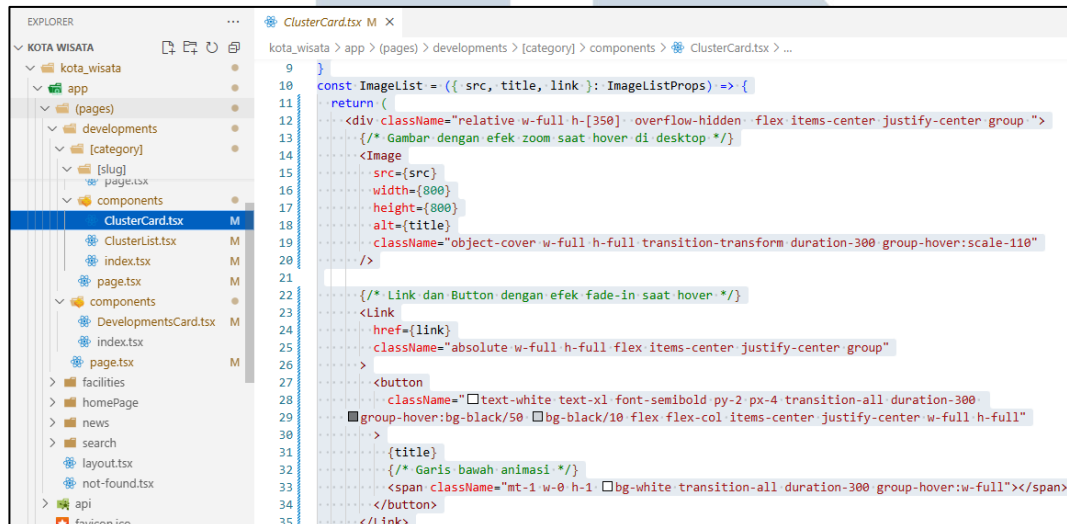 EXPLORER
ClusterCard.tsx M
KOTA WISATA
kota_wisata > app > (pages) > developments > [category] > components > ClusterCard.tsx > ...
kota_wisata
app
(pages)
developments
[category]
[slug]
page.tsx
components
ClusterCard.tsx M
ClusterList.tsx M
index.tsx M
page.tsx M
components
DevelopmentsCard.tsx M
index.tsx
page.tsx M
facilities
homePage
news
search
layout.tsx
not-found.tsx
api
favicon.ico
9 }
10 const ImageList = ({ src, title, link }: ImageListProps) => {
11 return (
12 <div className="relative w-full h-[350] overflow-hidden flex items-center justify-center group ">
13 {/* Gambar dengan efek zoom saat hover di desktop */}
14 <Image
15 src={src}
16 width={800}
17 height={800}
18 alt={title}
19 className="object-cover w-full h-full transition-transform duration-300 group-hover:scale-110"
20 />
21
22 {/* Link dan Button dengan efek fade-in saat hover */}
23 <Link
24 href={link}
25 className="absolute w-full h-full flex items-center justify-center group"
26 >
27 <button
28 className="text-white text-xl font-semibold py-2 px-4 transition-all duration-300
29 group-hover:bg-black/50 bg-black/10 flex flex-col items-center justify-center w-full h-full"
30 >
31 {title}
32 {/* Garis bawah animasi */}
33 <span className="mt-1 w-0 h-1 bg-white transition-all duration-300 group-hover:w-full"></span>
34 </button>
35 </Link>